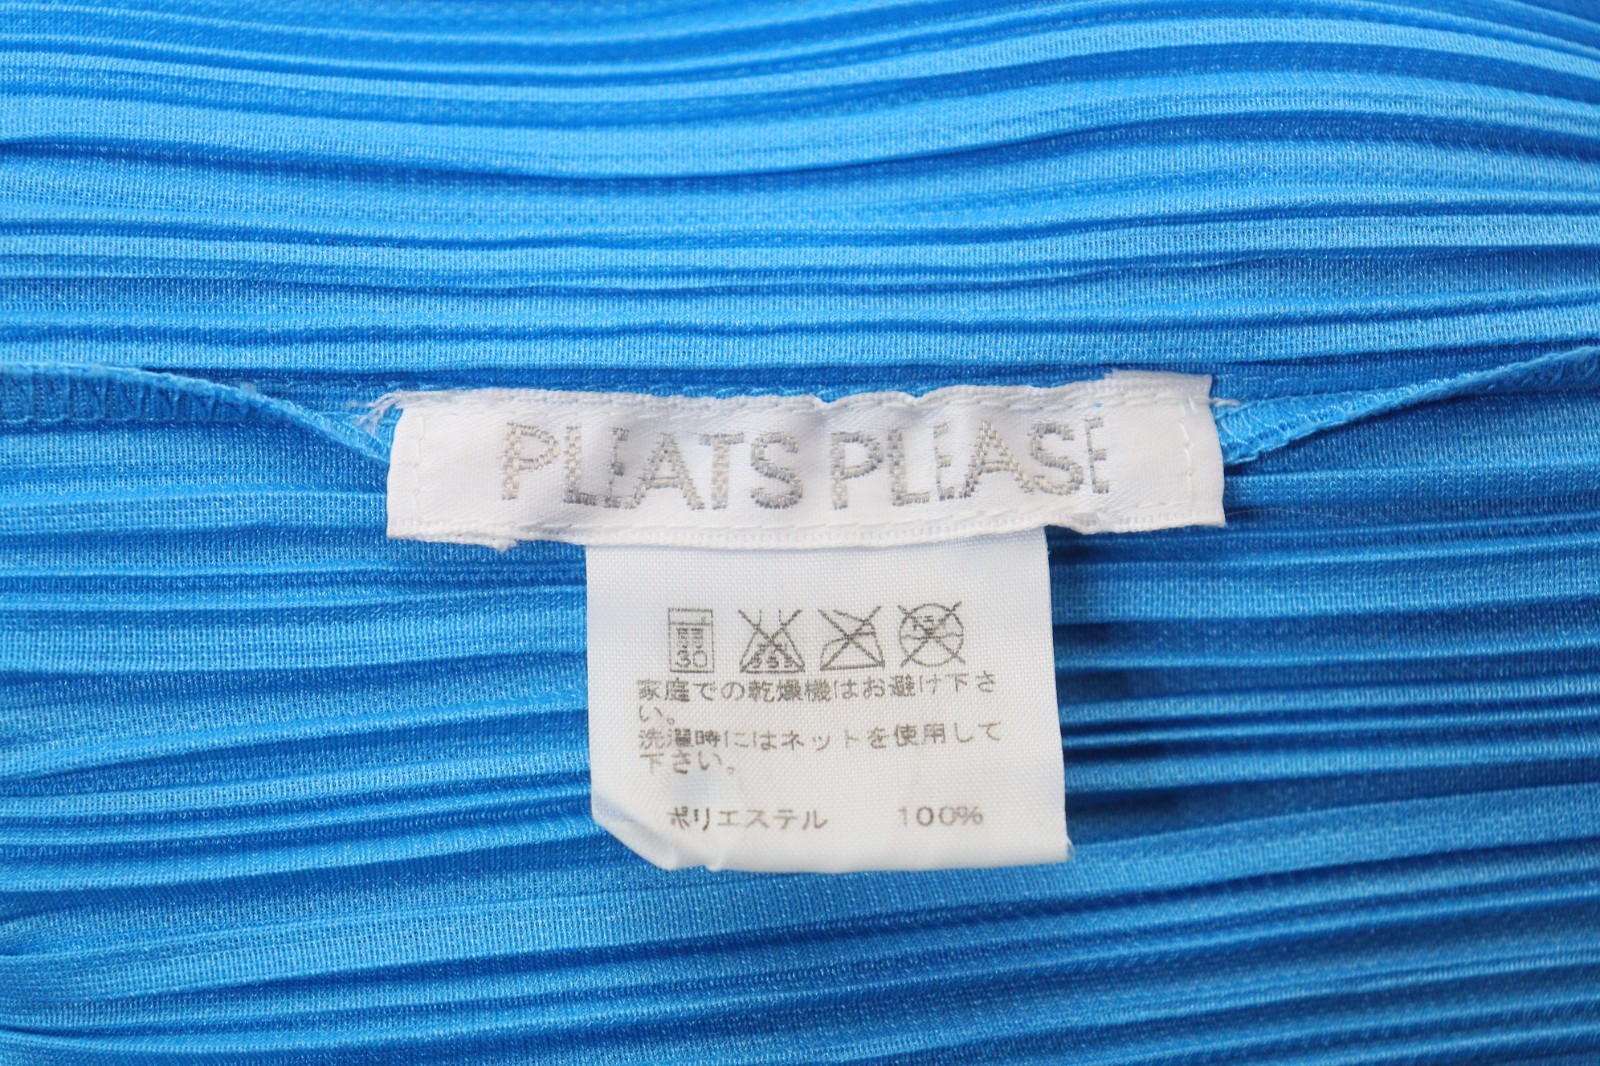 PLEATS PLEASE
30
家庭での乾燥機はお避け下さ
い。
洗濯時にはネットを使用して
下さい。
ポリエステル 100%